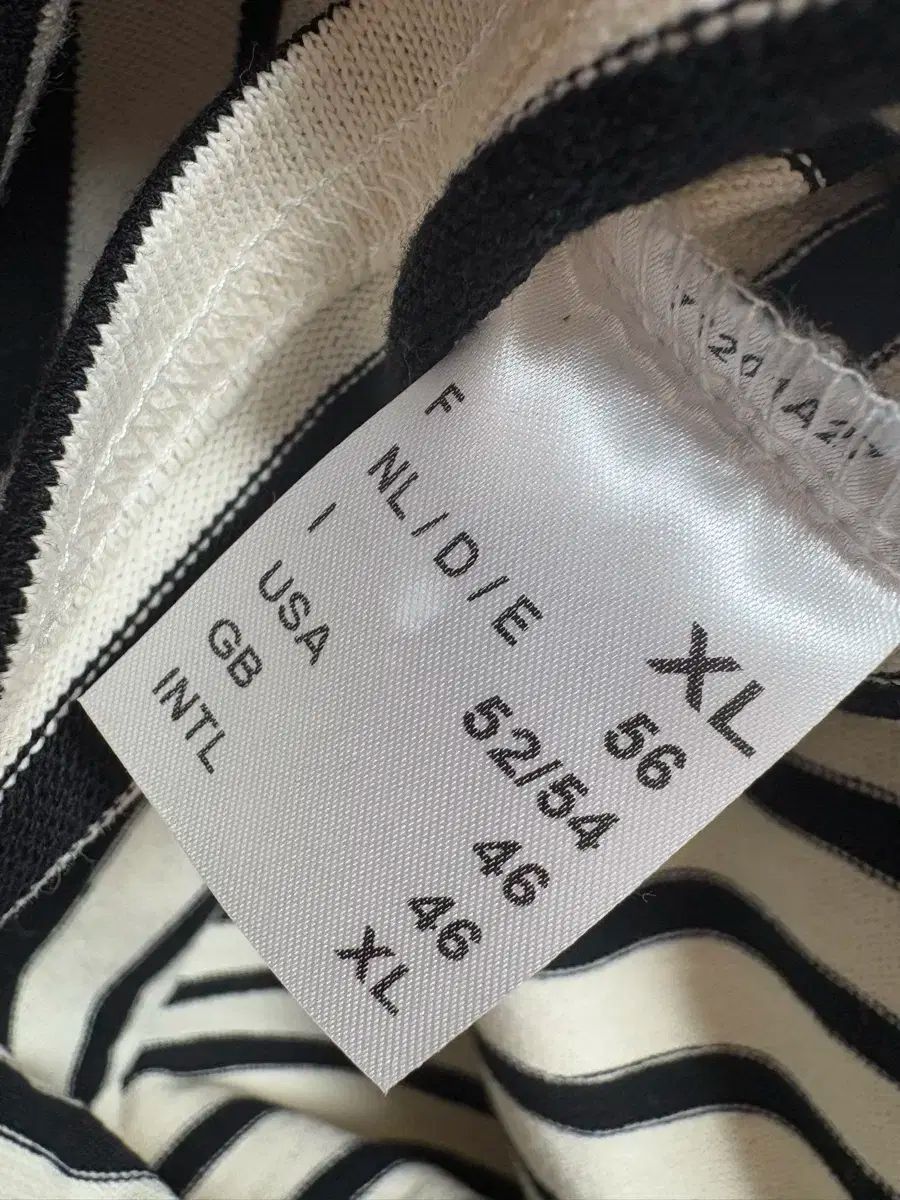 F XL
NL/D/E 56
I 52/54
USA 46
GB 46
INTL XL